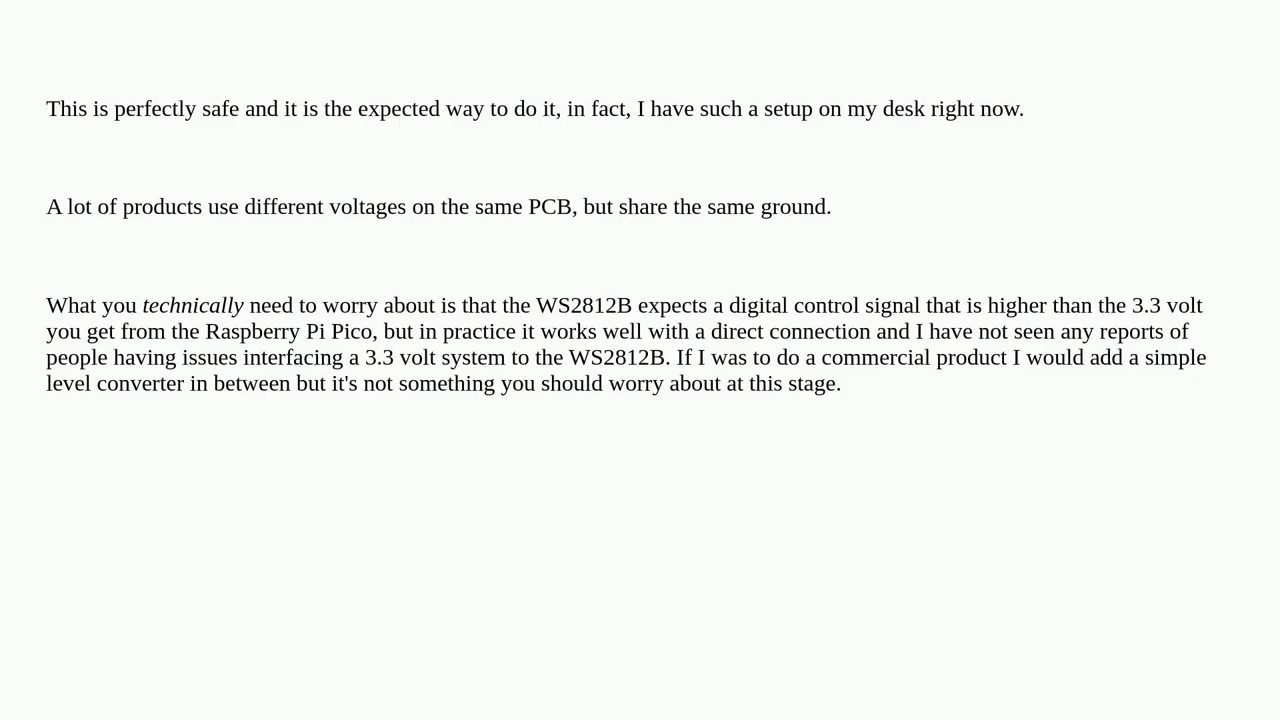 This is perfectly safe and it is the expected way to do it, in fact, I have such a setup on my desk right now.
A lot of products use different voltages on the same PCB, but share the same ground.
What you technically need to worry about is that the WS2812B expects a digital control signal that is higher than the 3.3 volt
you get from the Raspberry Pi Pico, but in practice it works well with a direct connection and I have not seen any reports of
people having issues interfacing a 3.3 volt system to the WS2812B. If I was to do a commercial product I would add a simple
level converter in between but it's not something you should worry about at this stage.